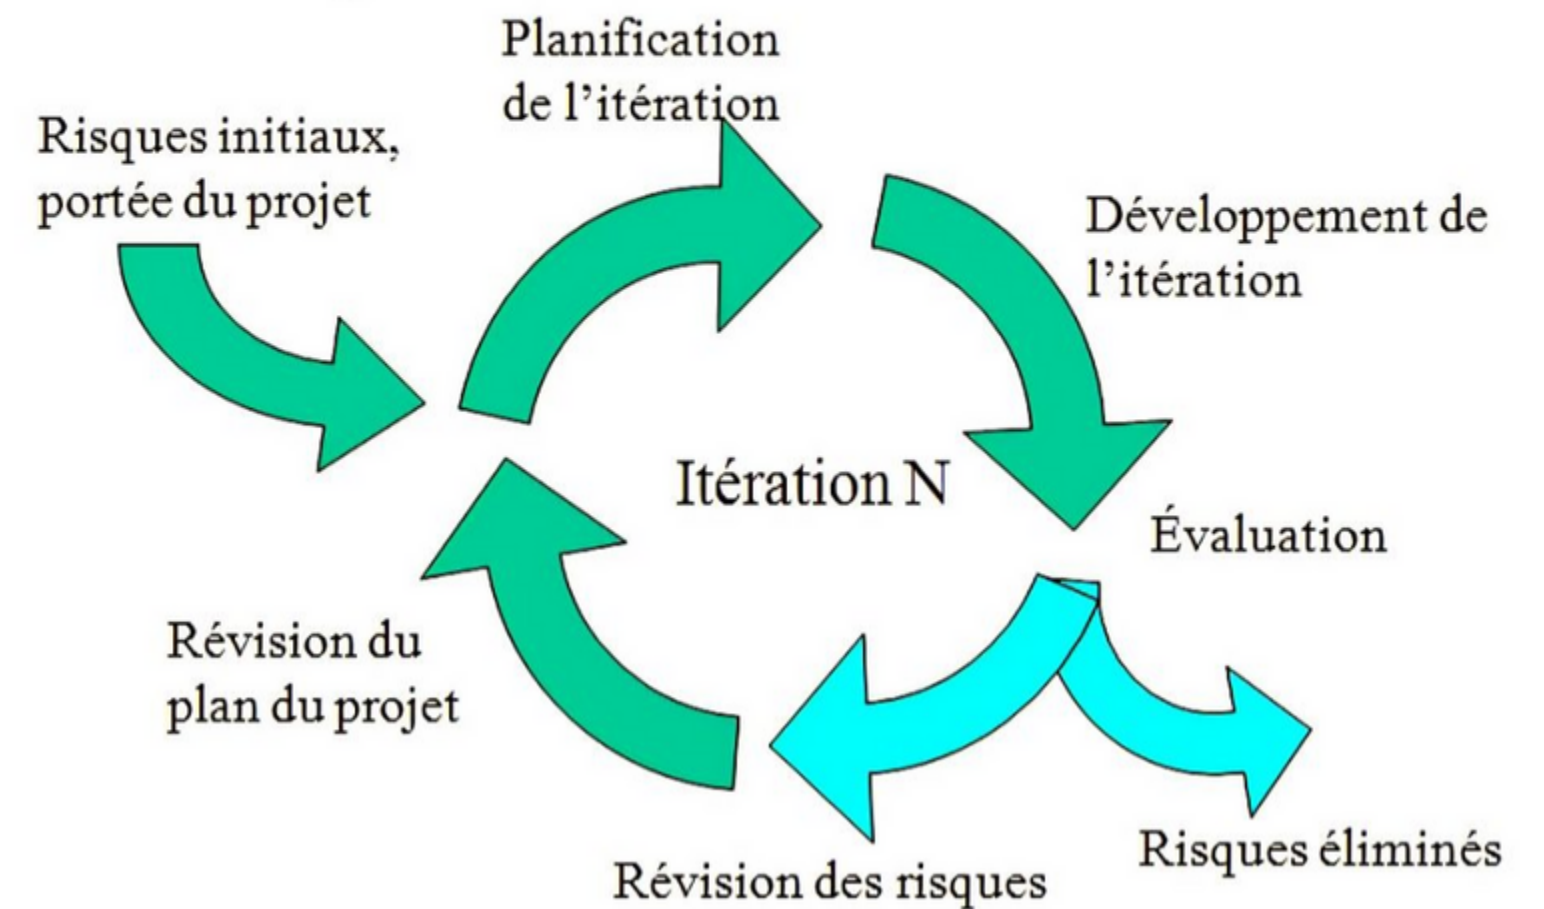 Planification
de l'itération
Risques initiaux,
portée du projet
Développement de
l'itération
Itération N
Évaluation
Révision du
plan du projet
Risques éliminés
Révision des risques